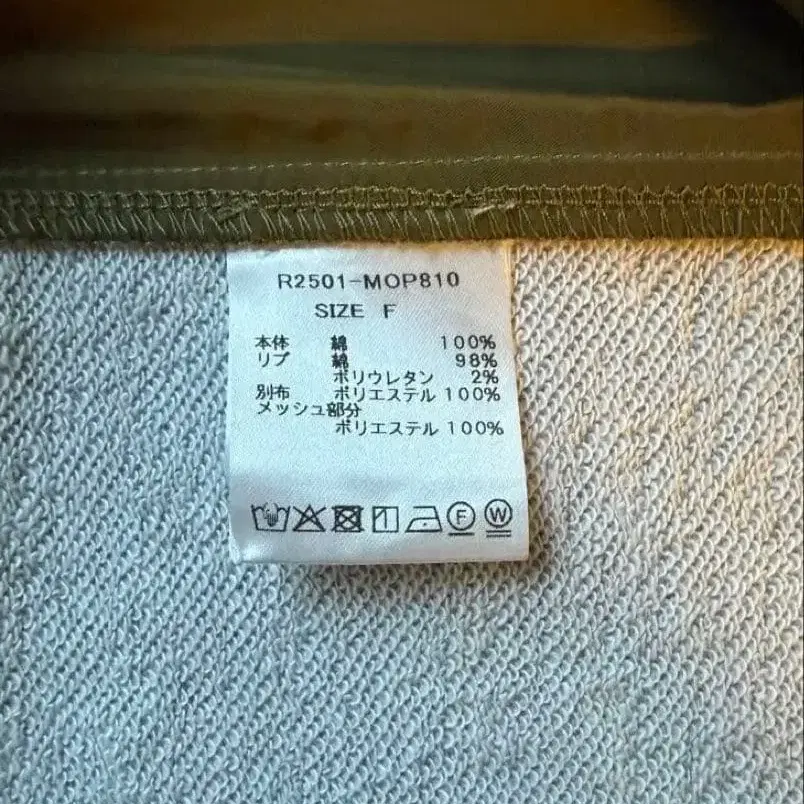 R2501-MOP810
SIZE F
本体 綿 100%
リブ 綿 98%
ポリウレタン 2%
別布 ポリエステル 100%
メッシュ部分
ポリエステル 100%
F W